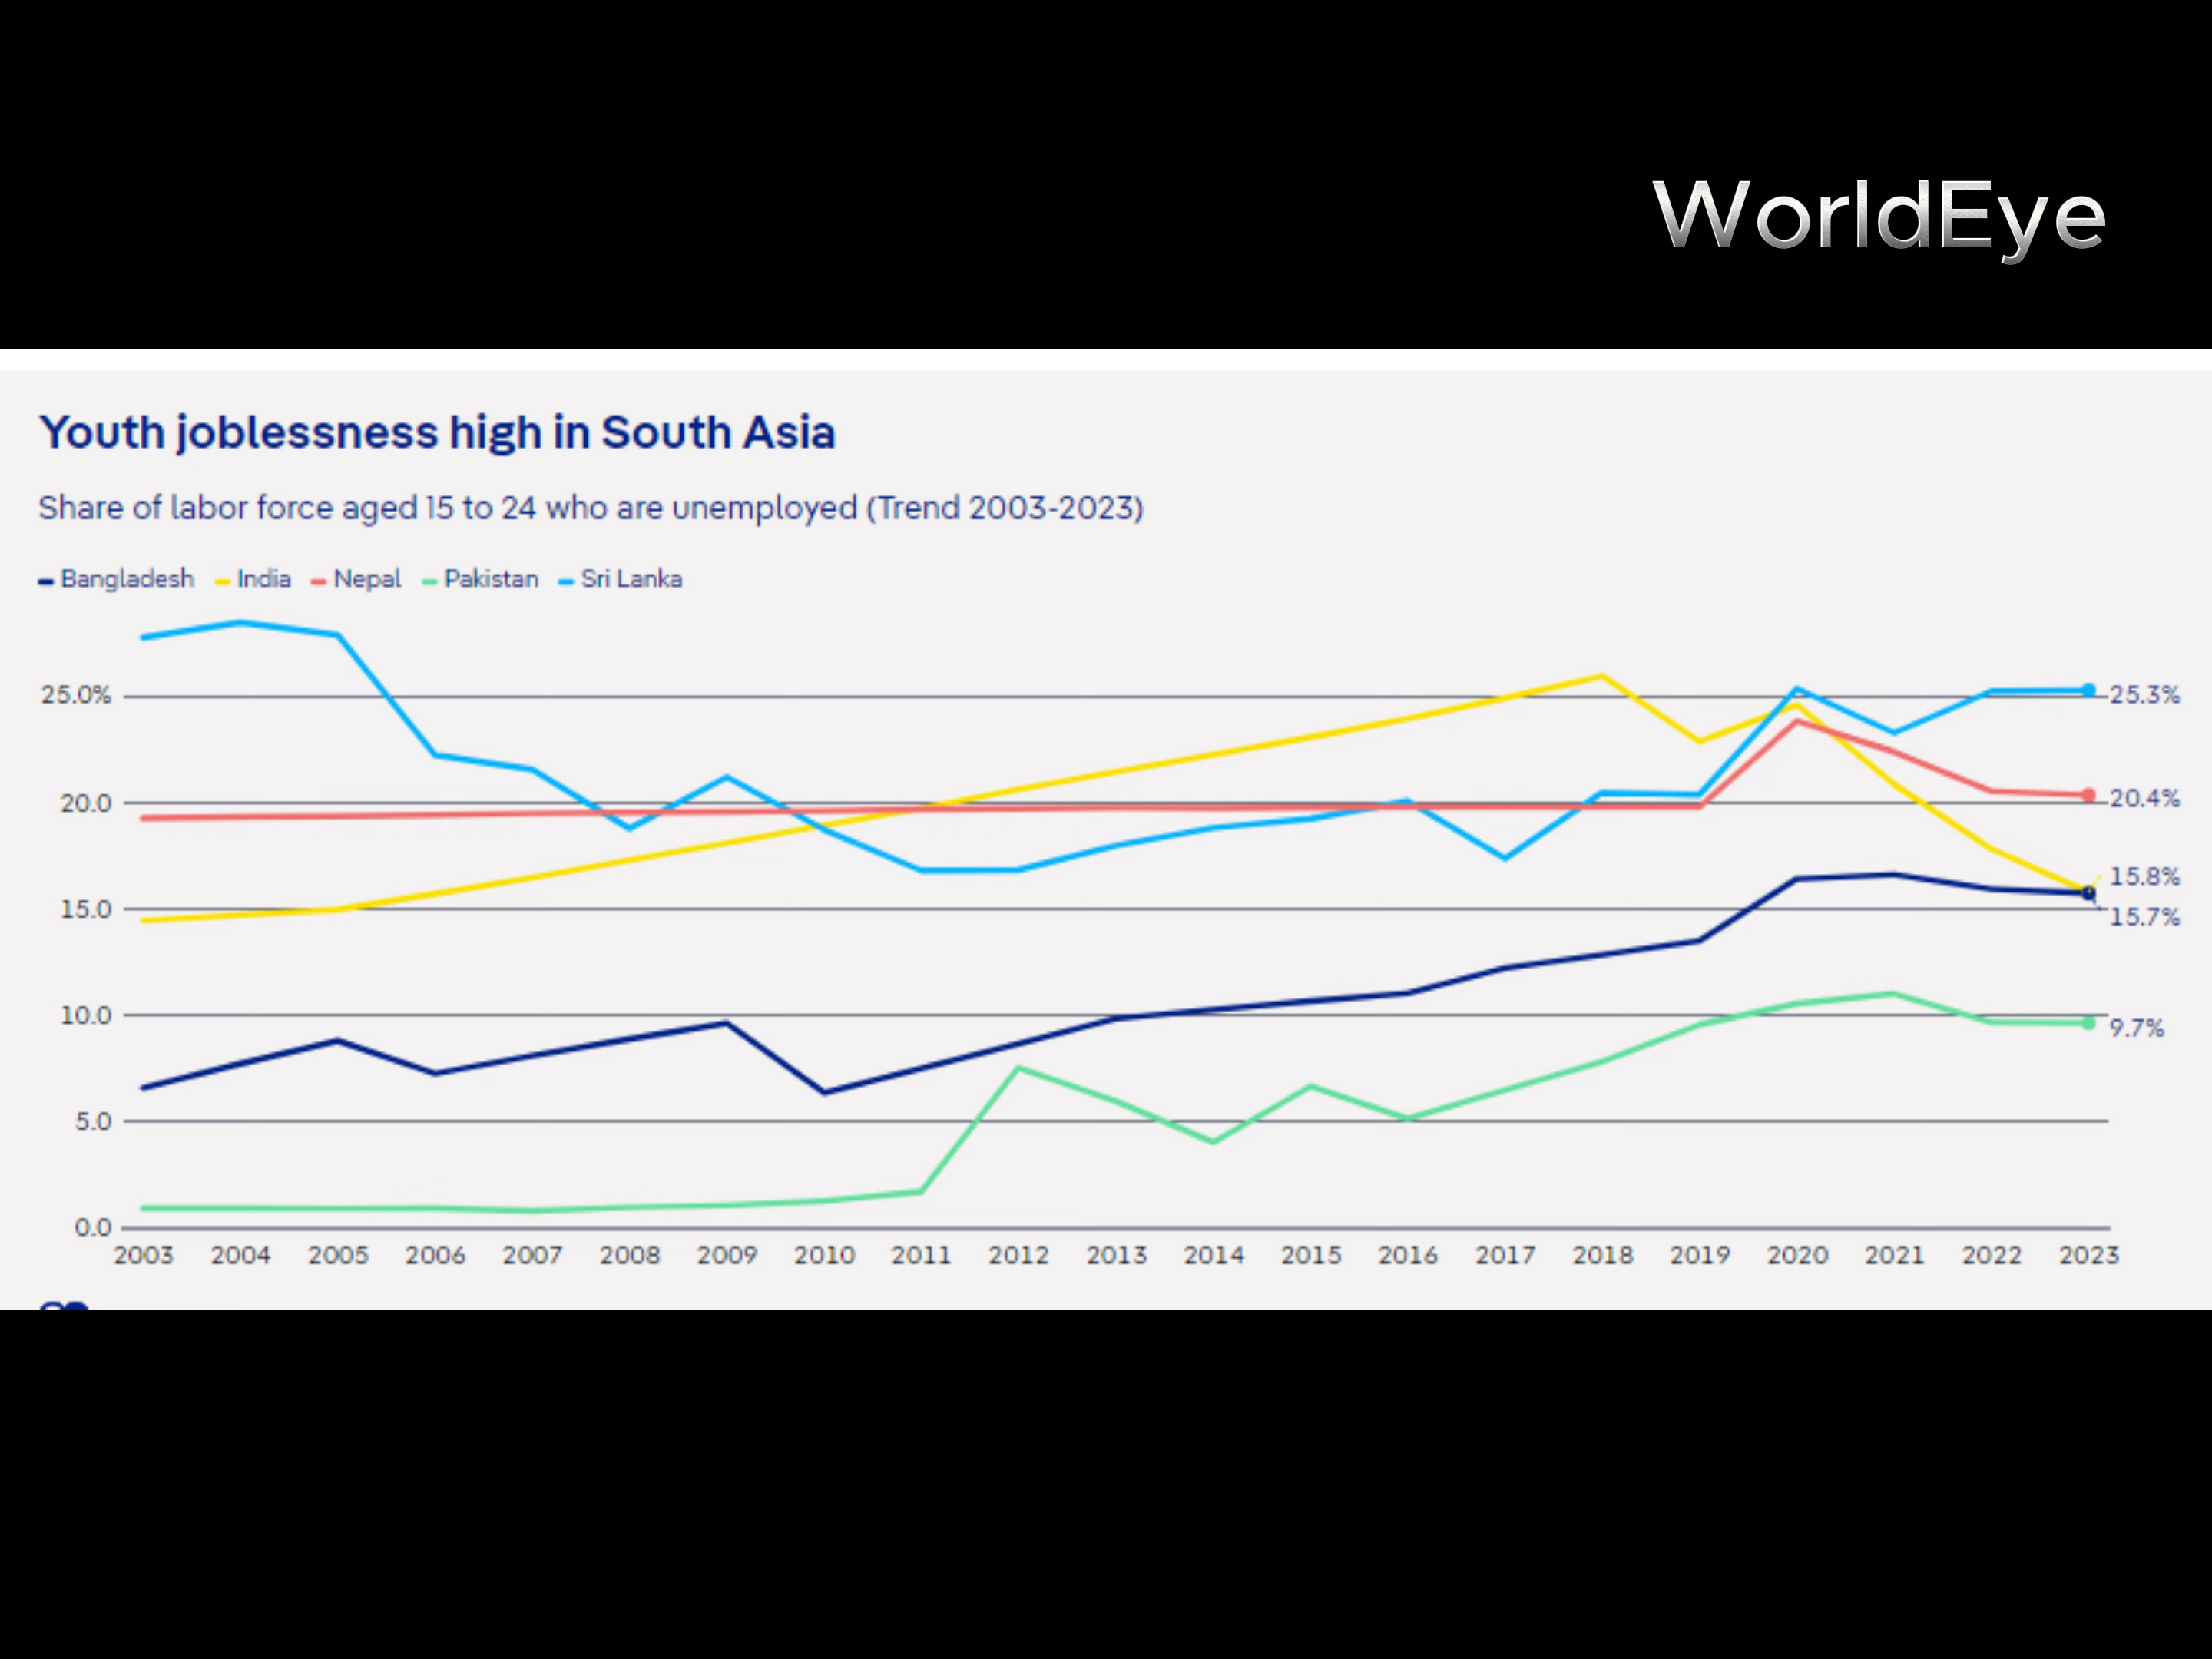 WorldEye
Youth joblessness high in South Asia
Share of labor force aged 15 to 24 who are unemployed (Trend 2003-2023)
Bangladesh India Nepal Pakistan Sri Lanka
25.0%
25.3%
20.0
20.4%
15.8%
15.0
15.7%
10.0
9.7%
5.0
0.0
2003 2004 2005 2006 2007 2008 2009 2010 2011 2012 2013 2014 2015 2016 2017 2018 2019 2020 2021 2022 2023